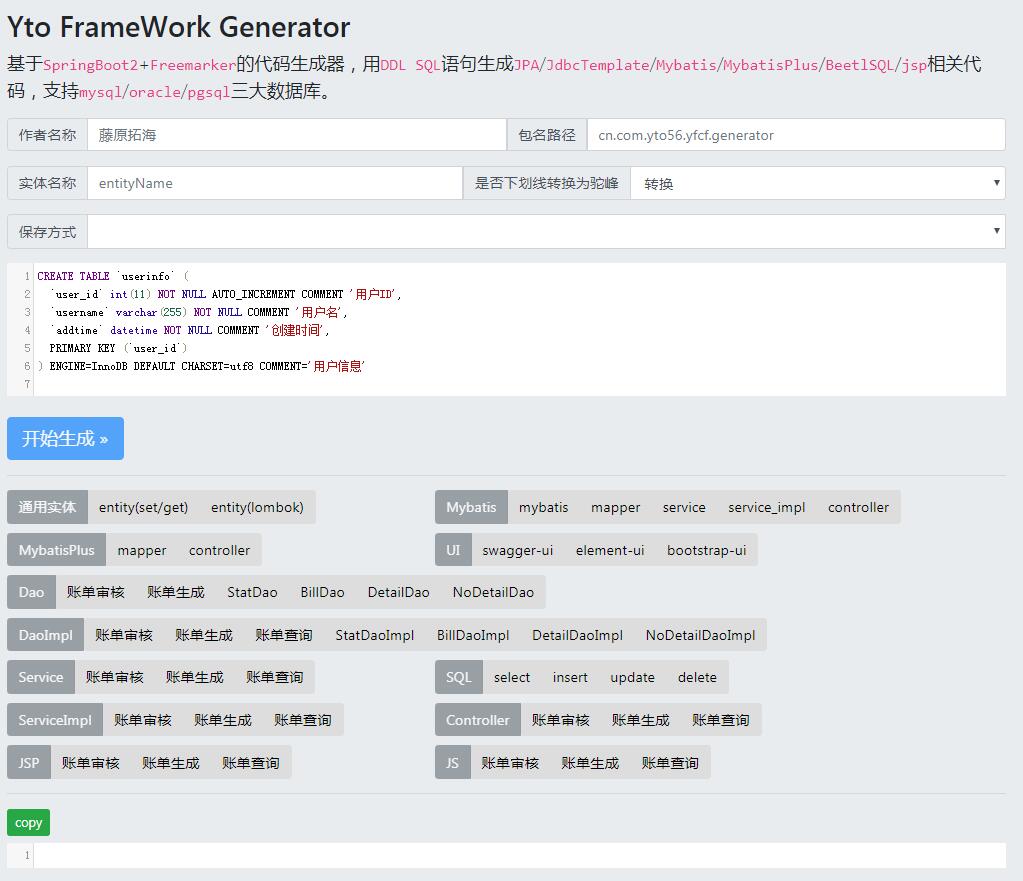 Yto FrameWork Generator
基于SpringBoot2+Freemarker的代码生成器，用DDL SQL语句生成JPA/JdbcTemplate/Mybatis/MybatisPlus/BeetlSQL/jsp相关代
码，支持mysql/oracle/pgsql三大数据库。
作者名称 藤原拓海 包名路径 cn.com.yto56.yfcf.generator
实体名称 entityName 是否下划线转换为驼峰 转换
保存方式
1 CREATE TABLE `userinfo` (
2 `user_id` int(11) NOT NULL AUTO_INCREMENT COMMENT '用户ID',
3 `username` varchar(255) NOT NULL COMMENT '用户名',
4 `addtime` datetime NOT NULL COMMENT '创建时间',
5 PRIMARY KEY (`user_id`)
6 ) ENGINE=InnoDB DEFAULT CHARSET=utf8 COMMENT='用户信息'
7
开始生成 »
通用实体 entity(set/get) entity(lombok) Mybatis mybatis mapper service service_impl controller
MybatisPlus mapper controller UI swagger-ui element-ui bootstrap-ui
Dao 账单审核 账单生成 StatDao BillDao DetailDao NoDetailDao
DaoImpl 账单审核 账单生成 账单查询 StatDaoImpl BillDaoImpl DetailDaoImpl NoDetailDaoImpl
Service 账单审核 账单生成 账单查询 SQL select insert update delete
ServiceImpl 账单审核 账单生成 账单查询 Controller 账单审核 账单生成 账单查询
JSP 账单审核 账单生成 账单查询 JS 账单审核 账单生成 账单查询
copy
1